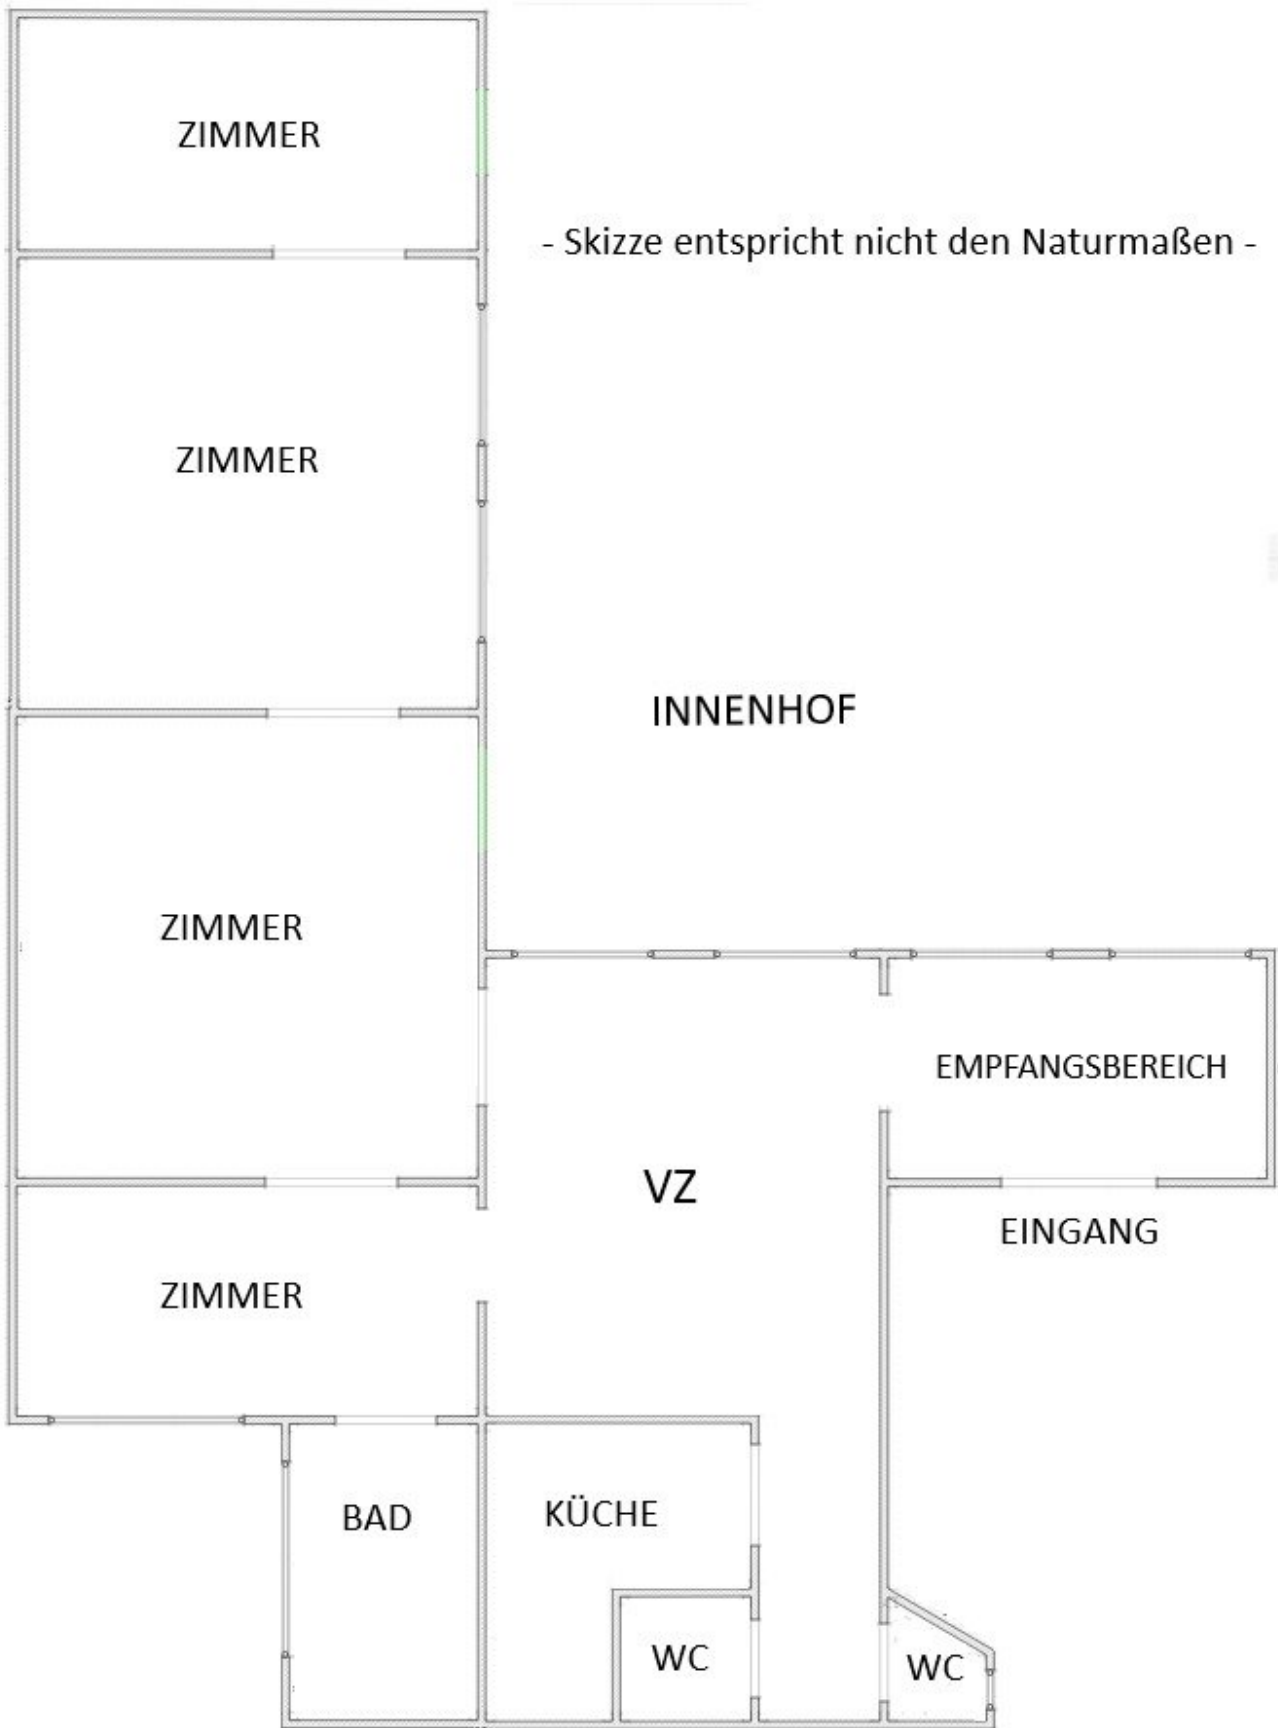 ZIMMER
- Skizze entspricht nicht den Naturmaßen -
ZIMMER
INNENHOF
ZIMMER
EMPFANGSBEREICH
VZ
EINGANG
ZIMMER
BAD
KÜCHE
WC
WC